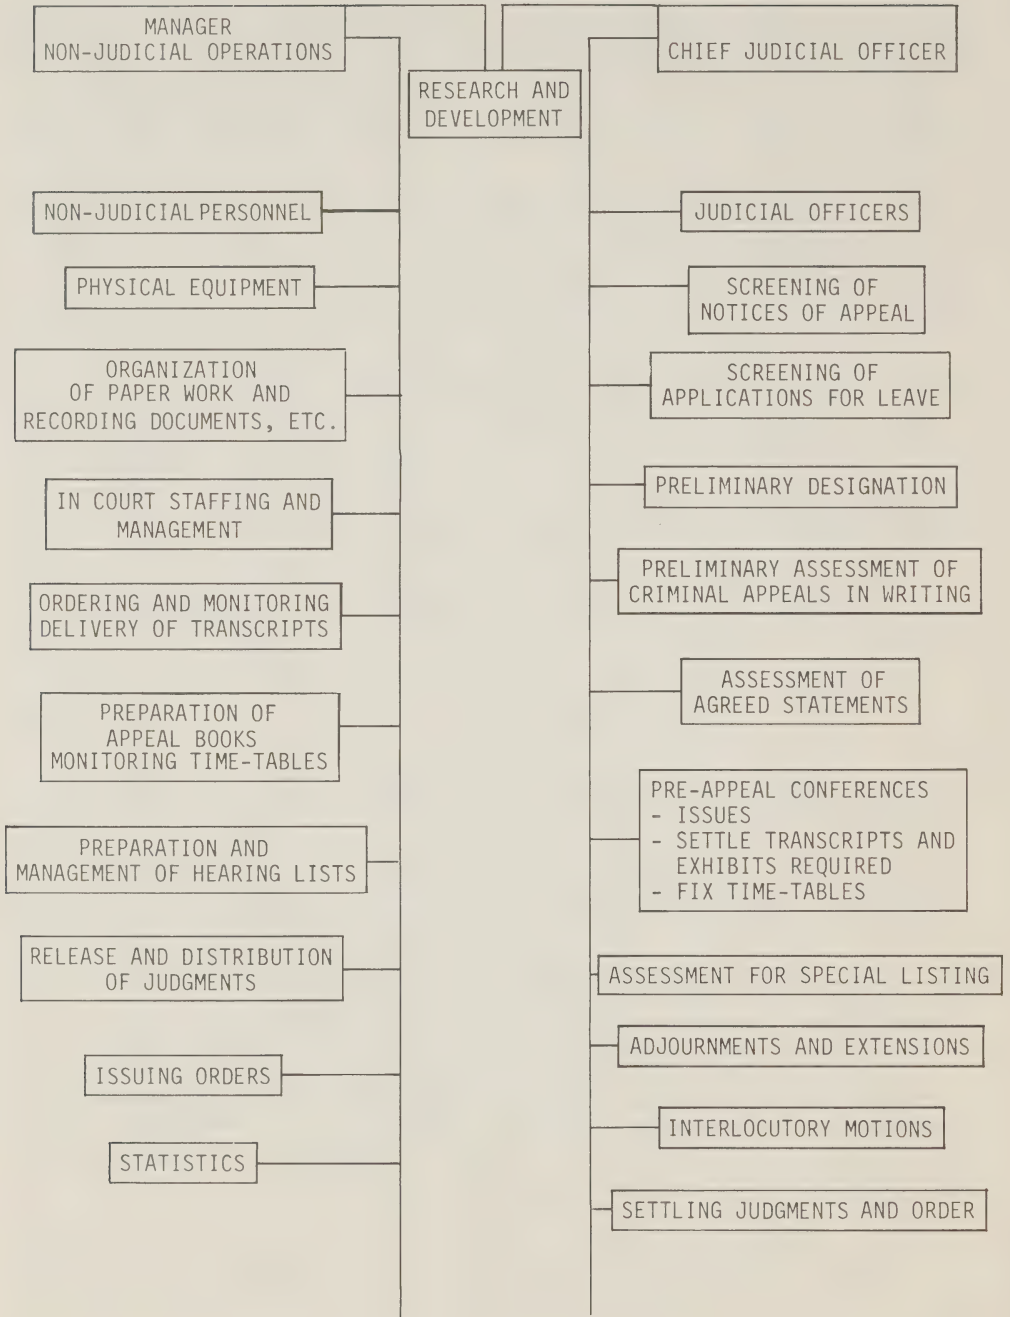 MANAGER
NON-JUDICIAL OPERATIONS
CHIEF JUDICIAL OFFICER
RESEARCH AND
DEVELOPMENT
NON-JUDICIAL PERSONNEL
PHYSICAL EQUIPMENT
ORGANIZATION
OF PAPER WORK AND
RECORDING DOCUMENTS, ETC.
IN COURT STAFFING AND
MANAGEMENT
ORDERING AND MONITORING
DELIVERY OF TRANSCRIPTS
PREPARATION OF
APPEAL BOOKS
MONITORING TIME-TABLES
PREPARATION AND
MANAGEMENT OF HEARING LISTS
RELEASE AND DISTRIBUTION
OF JUDGMENTS
ISSUING ORDERS
STATISTICS
JUDICIAL OFFICERS
SCREENING OF
NOTICES OF APPEAL
SCREENING OF
APPLICATIONS FOR LEAVE
PRELIMINARY DESIGNATION
PRELIMINARY ASSESSMENT OF
CRIMINAL APPEALS IN WRITING
ASSESSMENT OF
AGREED STATEMENTS
PRE-APPEAL CONFERENCES
- ISSUES
- SETTLE TRANSCRIPTS AND
EXHIBITS REQUIRED
- FIX TIME-TABLES
ASSESSMENT FOR SPECIAL LISTING
ADJOURNMENTS AND EXTENSIONS
INTERLOCUTORY MOTIONS
SETTLING JUDGMENTS AND ORDER